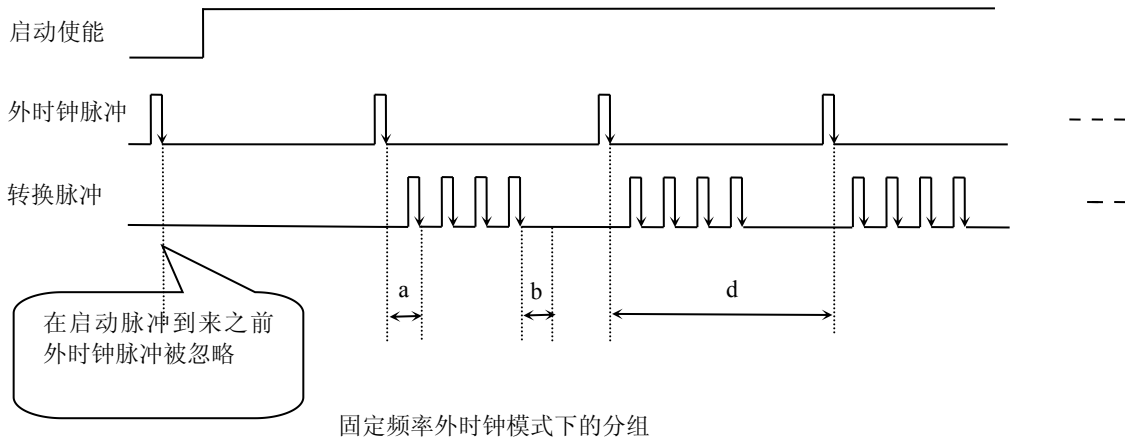 启动使能
外时钟脉冲
转换脉冲
a
b
d
在启动脉冲到来之前
外时钟脉冲被忽略
固定频率外时钟模式下的分组